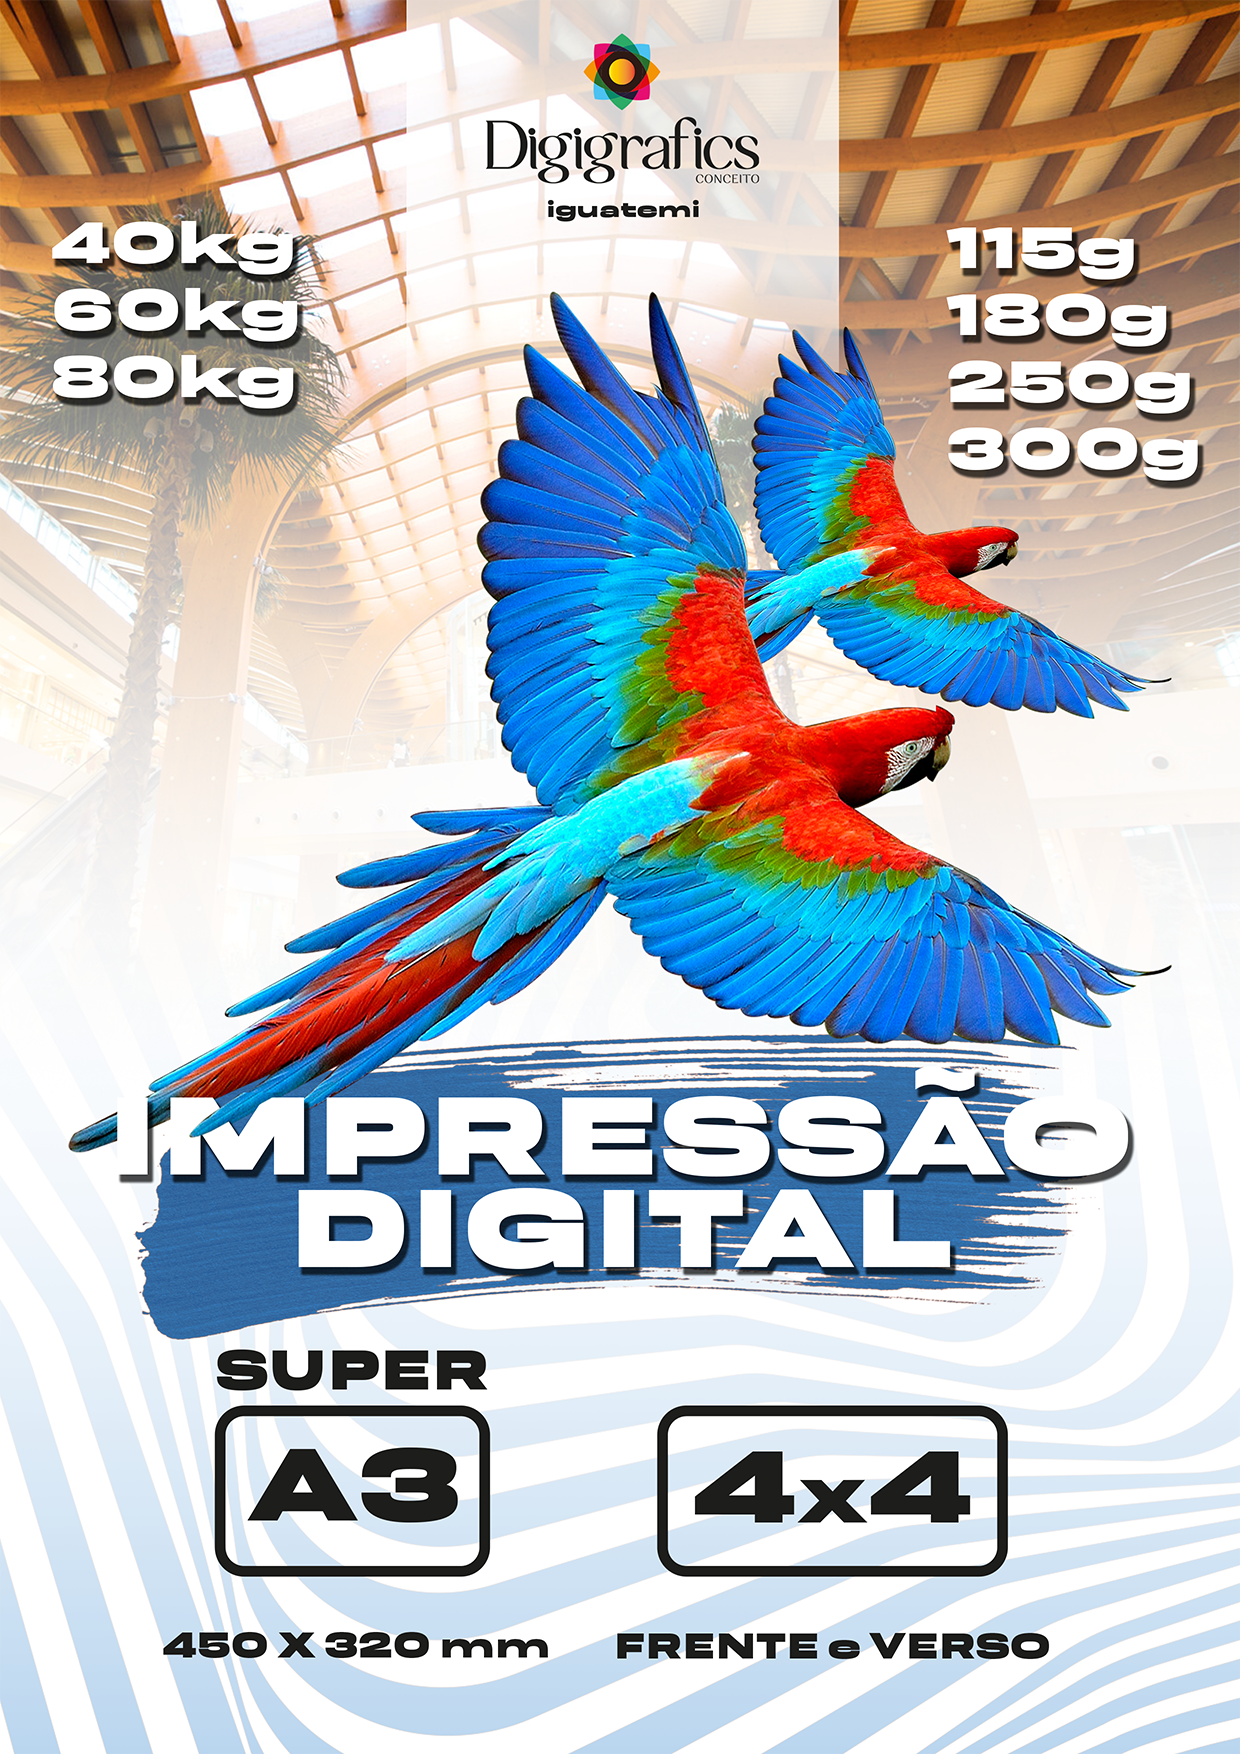 Digigrafics
CONCEITO
iguatemi
40kg
60kg
80kg
115g
180g
250g
300g
IMPRESSÃO
DIGITAL
SUPER
A3
450 X 320 mm
4x4
FRENTE e VERSO